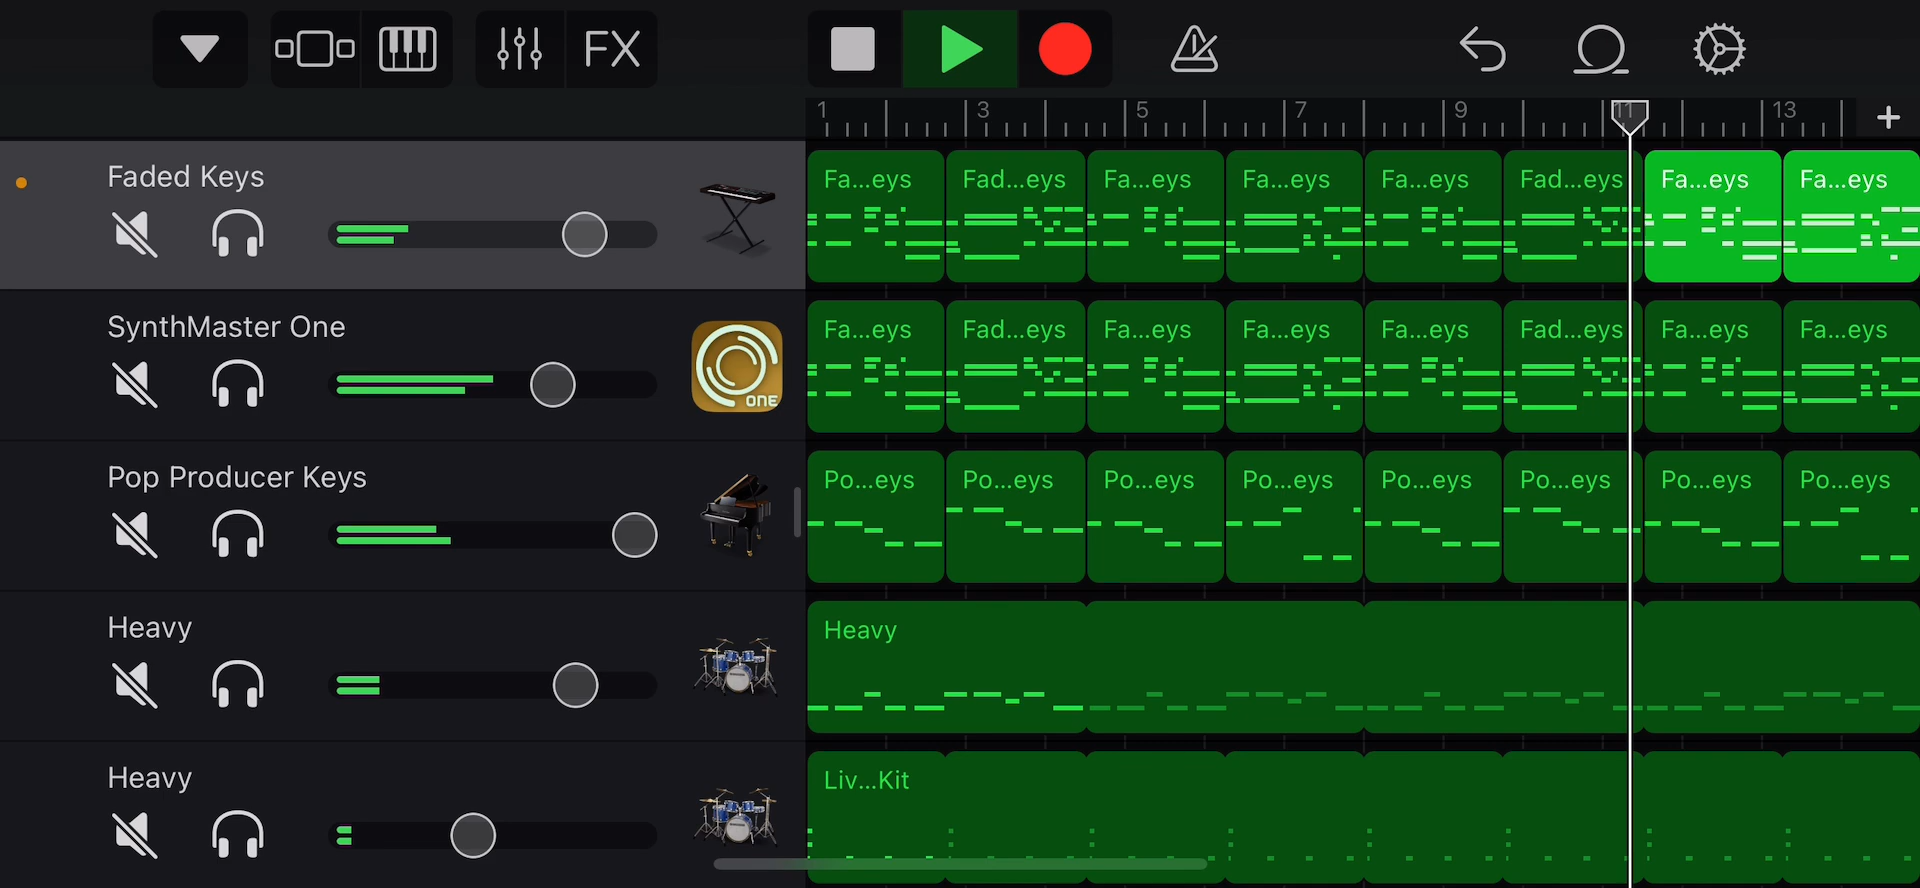 FX
1 3 5 7 9 11 13 +
Faded Keys
Fa...eys Fad...eys Fa...eys Fa...eys Fa...eys Fad...eys Fa...eys Fa...eys
SynthMaster One
ONE
Fa...eys Fad...eys Fa...eys Fa...eys Fa...eys Fad...eys Fa...eys Fa...eys
Pop Producer Keys
Po...eys Po...eys Po...eys Po...eys Po...eys Po...eys Po...eys Po...eys
Heavy
Heavy
Heavy
Liv...Kit